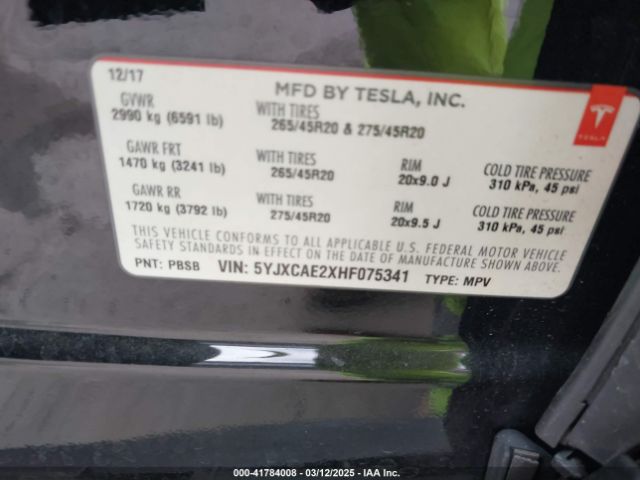 12/17
MFD BY TESLA, INC.
GVWR
2990 kg (6591 lb)
WITH TIRES
265/45R20 & 275/45R20
TESLA
GAWR FRT
1470 kg (3241 lb)
WITH TIRES
265/45R20
RIM
20x9.0 J
COLD TIRE PRESSURE
310 kPa, 45 psi
GAWR RR
1720 kg (3792 lb)
WITH TIRES
275/45R20
RIM
20x9.5 J
COLD TIRE PRESSURE
310 kPa, 45 psi
THIS VEHICLE CONFORMS TO ALL APPLICABLE U.S. FEDERAL MOTOR VEHICLE
SAFETY STANDARDS IN EFFECT ON THE DATE OF MANUFACTURE SHOWN ABOVE.
PNT: PBSB VIN: 5YJXCAE2XHF075341 TYPE: MPV
000-41784008 - 03/12/2025 - IAA Inc.